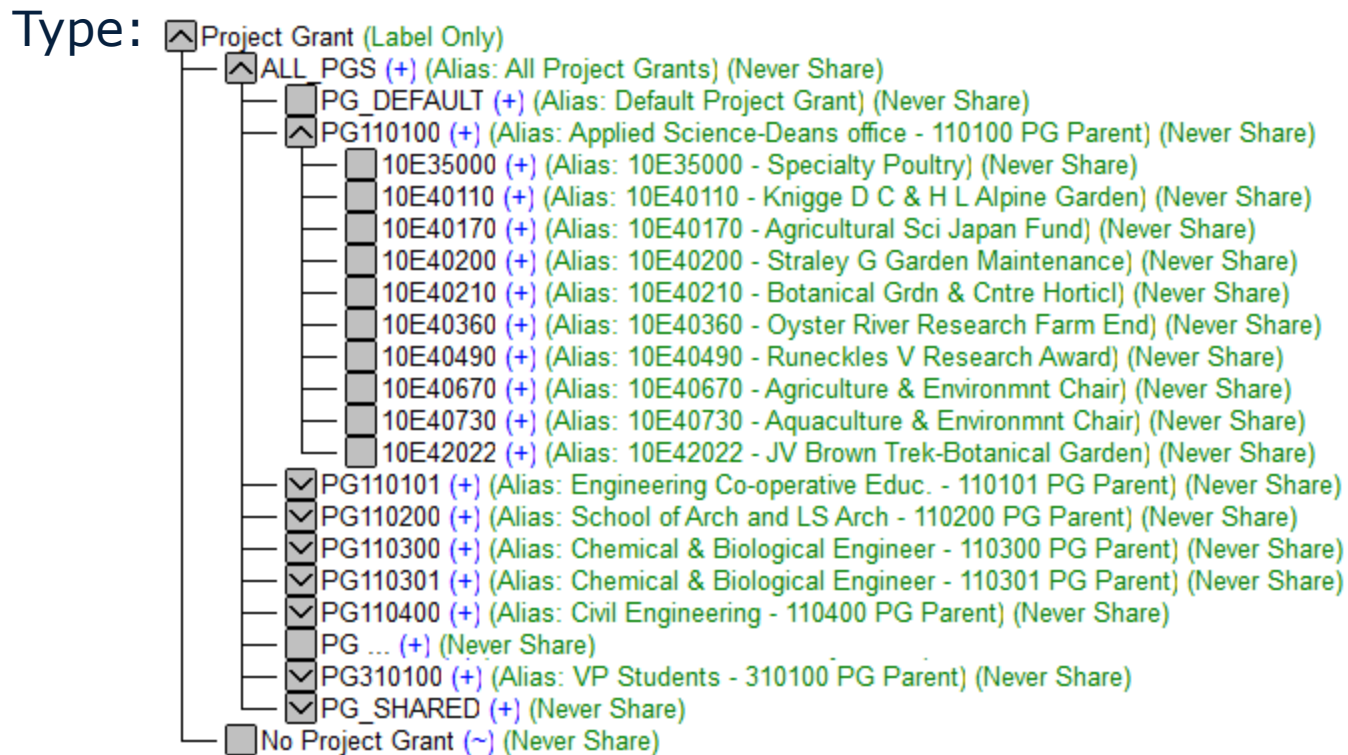 Type: Project Grant (Label Only)
ALL_PGS (+) (Alias: All Project Grants) (Never Share)
PG_DEFAULT (+) (Alias: Default Project Grant) (Never Share)
PG110100 (+) (Alias: Applied Science-Deans office - 110100 PG Parent) (Never Share)
10E35000 (+) (Alias: 10E35000 - Specialty Poultry) (Never Share)
10E40110 (+) (Alias: 10E40110 - Knigge D C & H L Alpine Garden) (Never Share)
10E40170 (+) (Alias: 10E40170 - Agricultural Sci Japan Fund) (Never Share)
10E40200 (+) (Alias: 10E40200 - Straley G Garden Maintenance) (Never Share)
10E40210 (+) (Alias: 10E40210 - Botanical Grdn & Cntre Horticl) (Never Share)
10E40360 (+) (Alias: 10E40360 - Oyster River Research Farm End) (Never Share)
10E40490 (+) (Alias: 10E40490 - Runeckles V Research Award) (Never Share)
10E40670 (+) (Alias: 10E40670 - Agriculture & Environmnt Chair) (Never Share)
10E40730 (+) (Alias: 10E40730 - Aquaculture & Environmnt Chair) (Never Share)
10E42022 (+) (Alias: 10E42022 - JV Brown Trek-Botanical Garden) (Never Share)
PG110101 (+) (Alias: Engineering Co-operative Educ. - 110101 PG Parent) (Never Share)
PG110200 (+) (Alias: School of Arch and LS Arch - 110200 PG Parent) (Never Share)
PG110300 (+) (Alias: Chemical & Biological Engineer - 110300 PG Parent) (Never Share)
PG110301 (+) (Alias: Chemical & Biological Engineer - 110301 PG Parent) (Never Share)
PG110400 (+) (Alias: Civil Engineering - 110400 PG Parent) (Never Share)
PG ... (+) (Never Share)
PG310100 (+) (Alias: VP Students - 310100 PG Parent) (Never Share)
PG_SHARED (+) (Never Share)
No Project Grant (~) (Never Share)